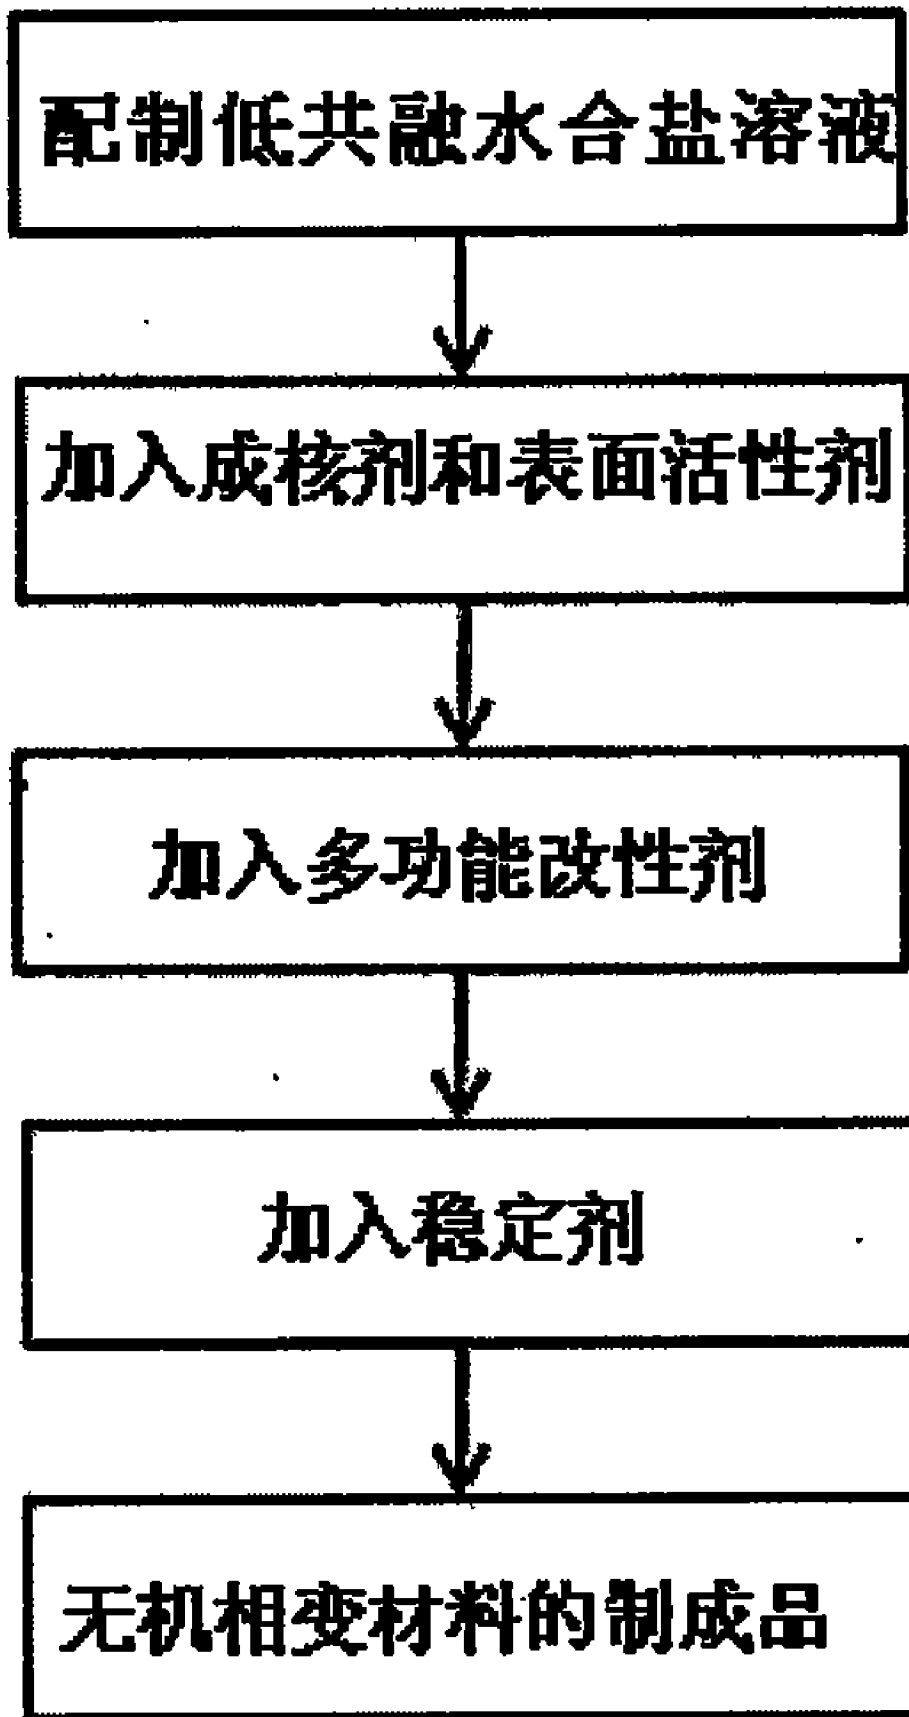 配制低共融水合盐溶液
加入成核剂和表面活性剂
加入多功能改性剂
加入稳定剂
无机相变材料的制成品